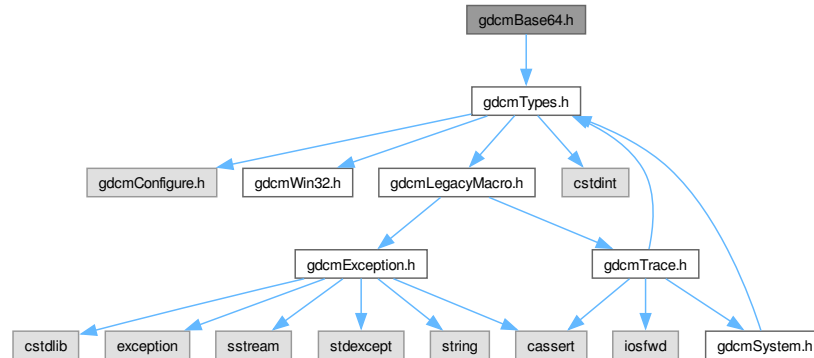 gdcmBase64.h
gdcmTypes.h
gdcmConfigure.h
gdcmWin32.h
gdcmLegacyMacro.h
cstdint
gdcmException.h
gdcmTrace.h
cstdlib
exception
sstream
stdexcept
string
cassert
iosfwd
gdcmSystem.h